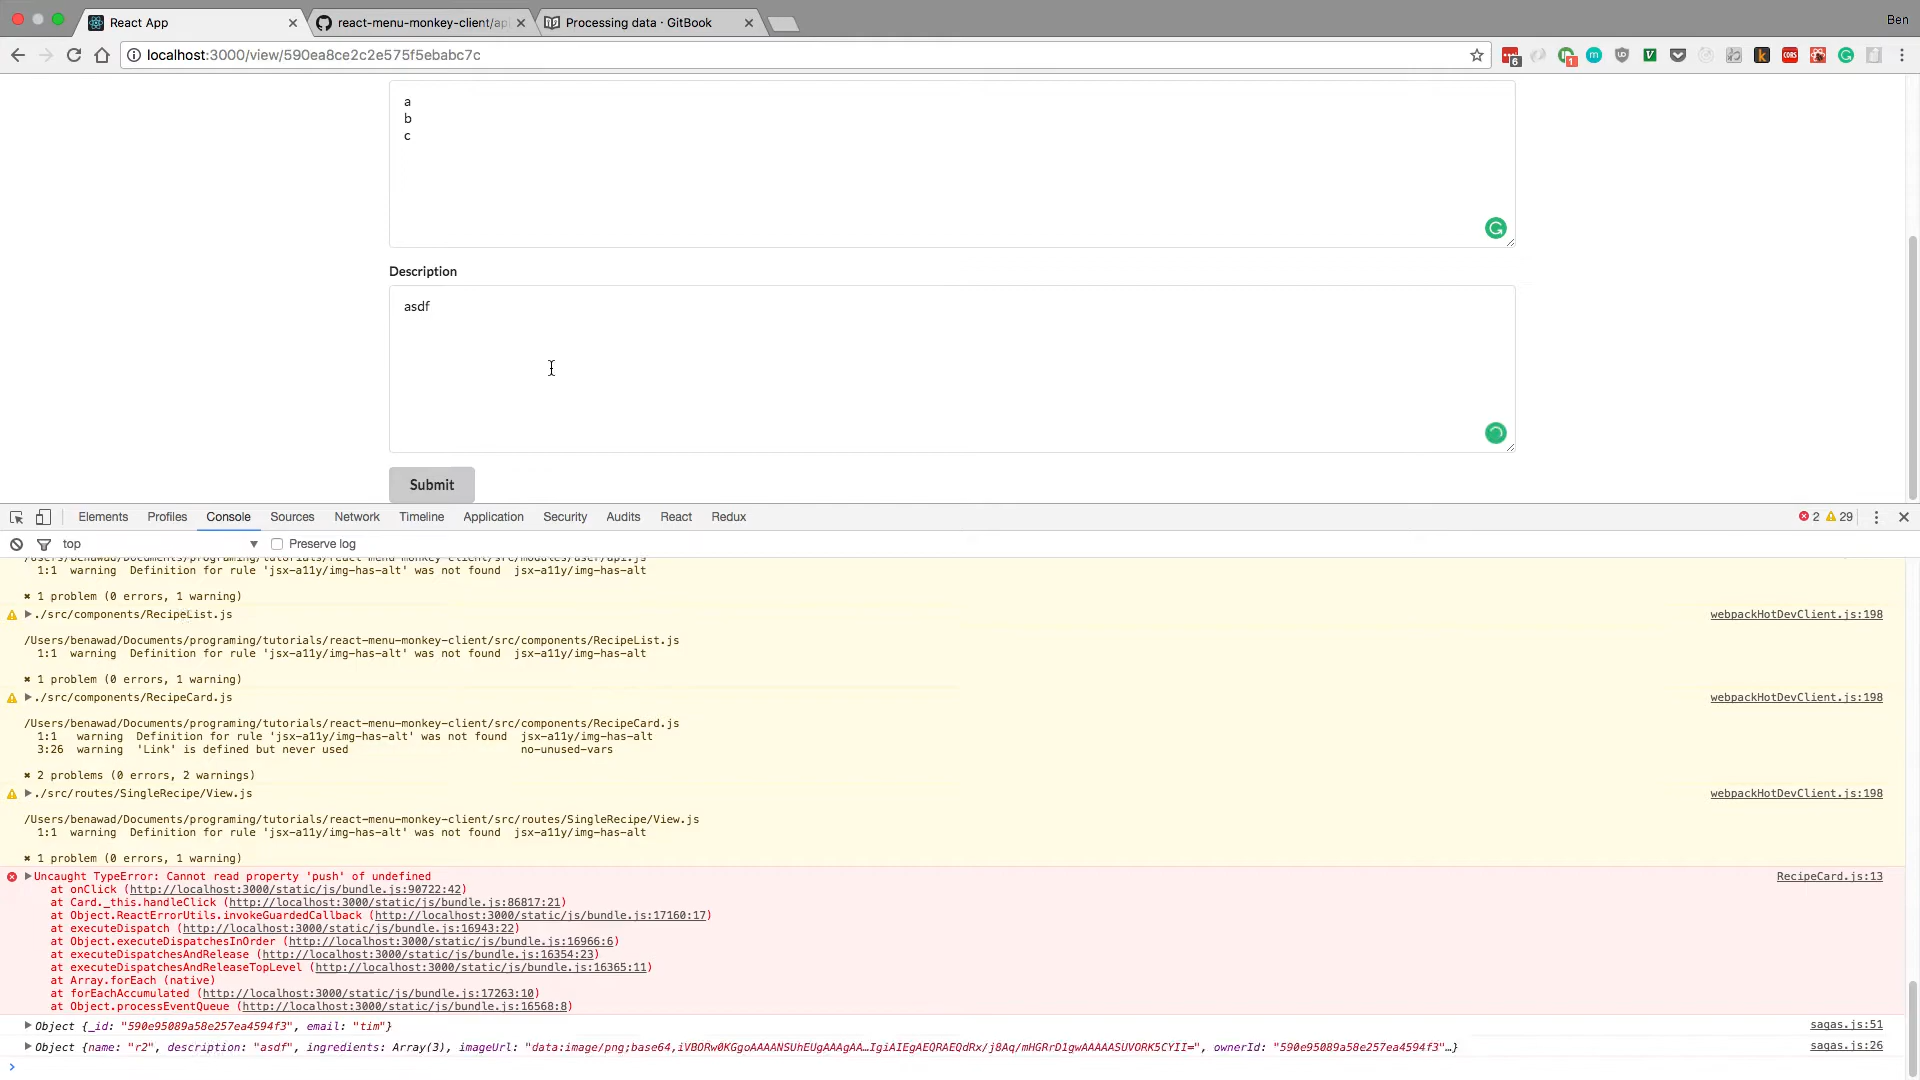 React App
react-menu-monkey-client/api
Processing data · GitBook
Ben
localhost:3000/view/590ea8ce2c2e575f5ebabc7c
6
1
a
b
c
Description
asdf
Submit
Elements Profiles Console Sources Network Timeline Application Security Audits React Redux
2 29
top
Preserve log
/Users/benawad/Documents/programing/tutorials/react-menu-monkey-client/src/modules/user/api.js
1:1 warning Definition for rule 'jsx-a11y/img-has-alt' was not found jsx-a11y/img-has-alt
✖ 1 problem (0 errors, 1 warning)
./src/components/RecipeList.js webpackHotDevClient.js:198
/Users/benawad/Documents/programing/tutorials/react-menu-monkey-client/src/components/RecipeList.js
1:1 warning Definition for rule 'jsx-a11y/img-has-alt' was not found jsx-a11y/img-has-alt
✖ 1 problem (0 errors, 1 warning)
./src/components/RecipeCard.js webpackHotDevClient.js:198
/Users/benawad/Documents/programing/tutorials/react-menu-monkey-client/src/components/RecipeCard.js
1:1 warning Definition for rule 'jsx-a11y/img-has-alt' was not found jsx-a11y/img-has-alt
3:26 warning 'Link' is defined but never used no-unused-vars
✖ 2 problems (0 errors, 2 warnings)
./src/routes/SingleRecipe/View.js webpackHotDevClient.js:198
/Users/benawad/Documents/programing/tutorials/react-menu-monkey-client/src/routes/SingleRecipe/View.js
1:1 warning Definition for rule 'jsx-a11y/img-has-alt' was not found jsx-a11y/img-has-alt
✖ 1 problem (0 errors, 1 warning)
Uncaught TypeError: Cannot read property 'push' of undefined RecipeCard.js:13
at onClick (http://localhost:3000/static/js/bundle.js:90722:42)
at Card._this.handleClick (http://localhost:3000/static/js/bundle.js:86817:21)
at Object.ReactErrorUtils.invokeGuardedCallback (http://localhost:3000/static/js/bundle.js:17160:17)
at executeDispatch (http://localhost:3000/static/js/bundle.js:16943:22)
at Object.executeDispatchesInOrder (http://localhost:3000/static/js/bundle.js:16966:6)
at executeDispatchesAndRelease (http://localhost:3000/static/js/bundle.js:16354:23)
at executeDispatchesAndReleaseTopLevel (http://localhost:3000/static/js/bundle.js:16365:11)
at Array.forEach (native)
at forEachAccumulated (http://localhost:3000/static/js/bundle.js:17263:10)
at Object.processEventQueue (http://localhost:3000/static/js/bundle.js:16568:8)
Object {_id: "590e95089a58e257ea4594f3", email: "tim"} sagas.js:51
Object {name: "r2", description: "asdf", ingredients: Array(3), imageUrl: "data:image/png;base64,iVBORw0KGgoAAAANSUhEUgAAAgAA…IgiAIEgAEQRAEQdRx/j8Aq/mHGRrD1gwAAAAASUVORK5CYII=", ownerId: "590e95089a58e257ea4594f3"…} sagas.js:26